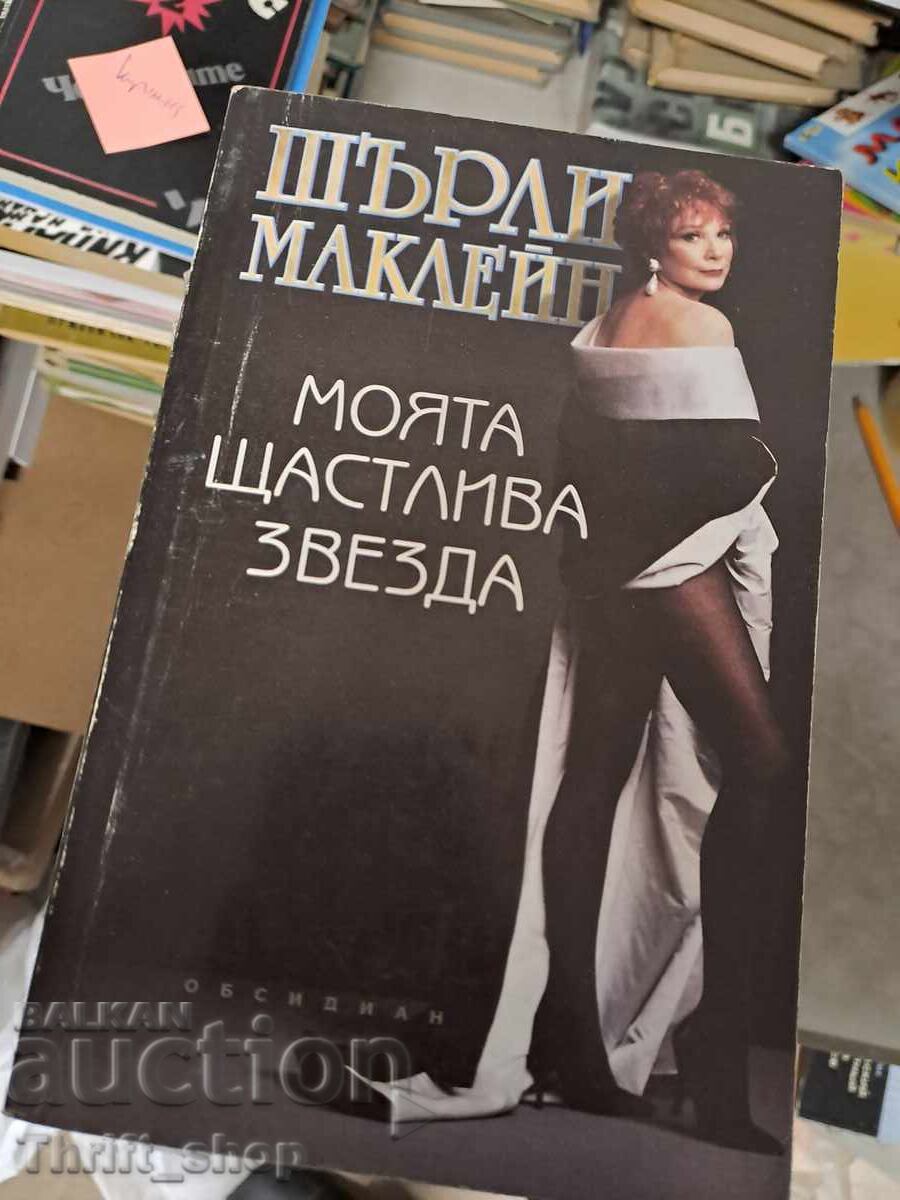 ШЪРЛИ
МАКЛЕЙН
МОЯТА
ЩАСТЛИВА
ЗВЕЗДА
ОБСИДИАН
BALKAN
auction
Thrift_shop
Б